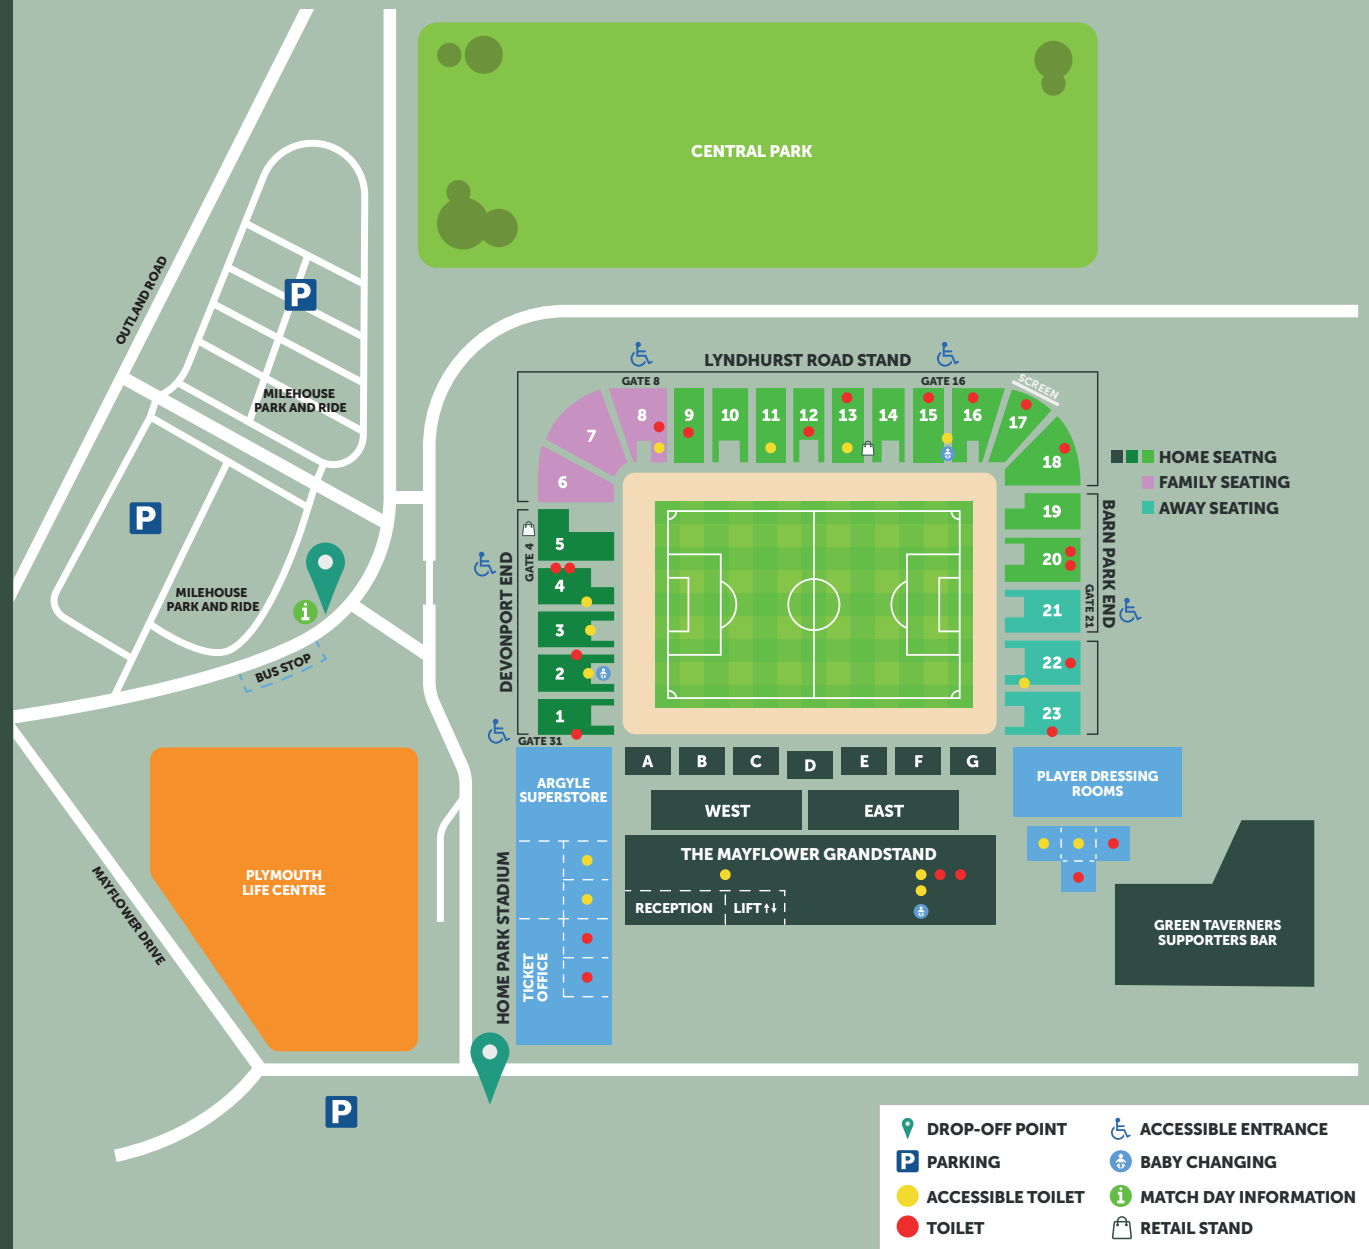 CENTRAL PARK
OUTLAND ROAD
P
MILEHOUSE
PARK AND RIDE
P
MILEHOUSE
PARK AND RIDE
i
BUS STOP
LYNDHURST ROAD STAND
GATE 8
GATE 16
SCREEN
8
9
10
11
12
13
14
15
16
17
7
18
6
HOME SEATNG
FAMILY SEATING
AWAY SEATING
DEVONPORT END
GATE 4
5
4
3
2
1
GATE 31
19
20
21
22
23
BARN PARK END
GATE 21
ARGYLE
SUPERSTORE
A
B
C
D
E
F
G
WEST
EAST
THE MAYFLOWER GRANDSTAND
RECEPTION
LIFT
PLAYER DRESSING
ROOMS
GREEN TAVERNERS
SUPPORTERS BAR
HOME PARK STADIUM
TICKET
OFFICE
PLYMOUTH
LIFE CENTRE
MAYFLOWER DRIVE
P
DROP-OFF POINT
P PARKING
ACCESSIBLE TOILET
TOILET
ACCESSIBLE ENTRANCE
BABY CHANGING
i MATCH DAY INFORMATION
RETAIL STAND